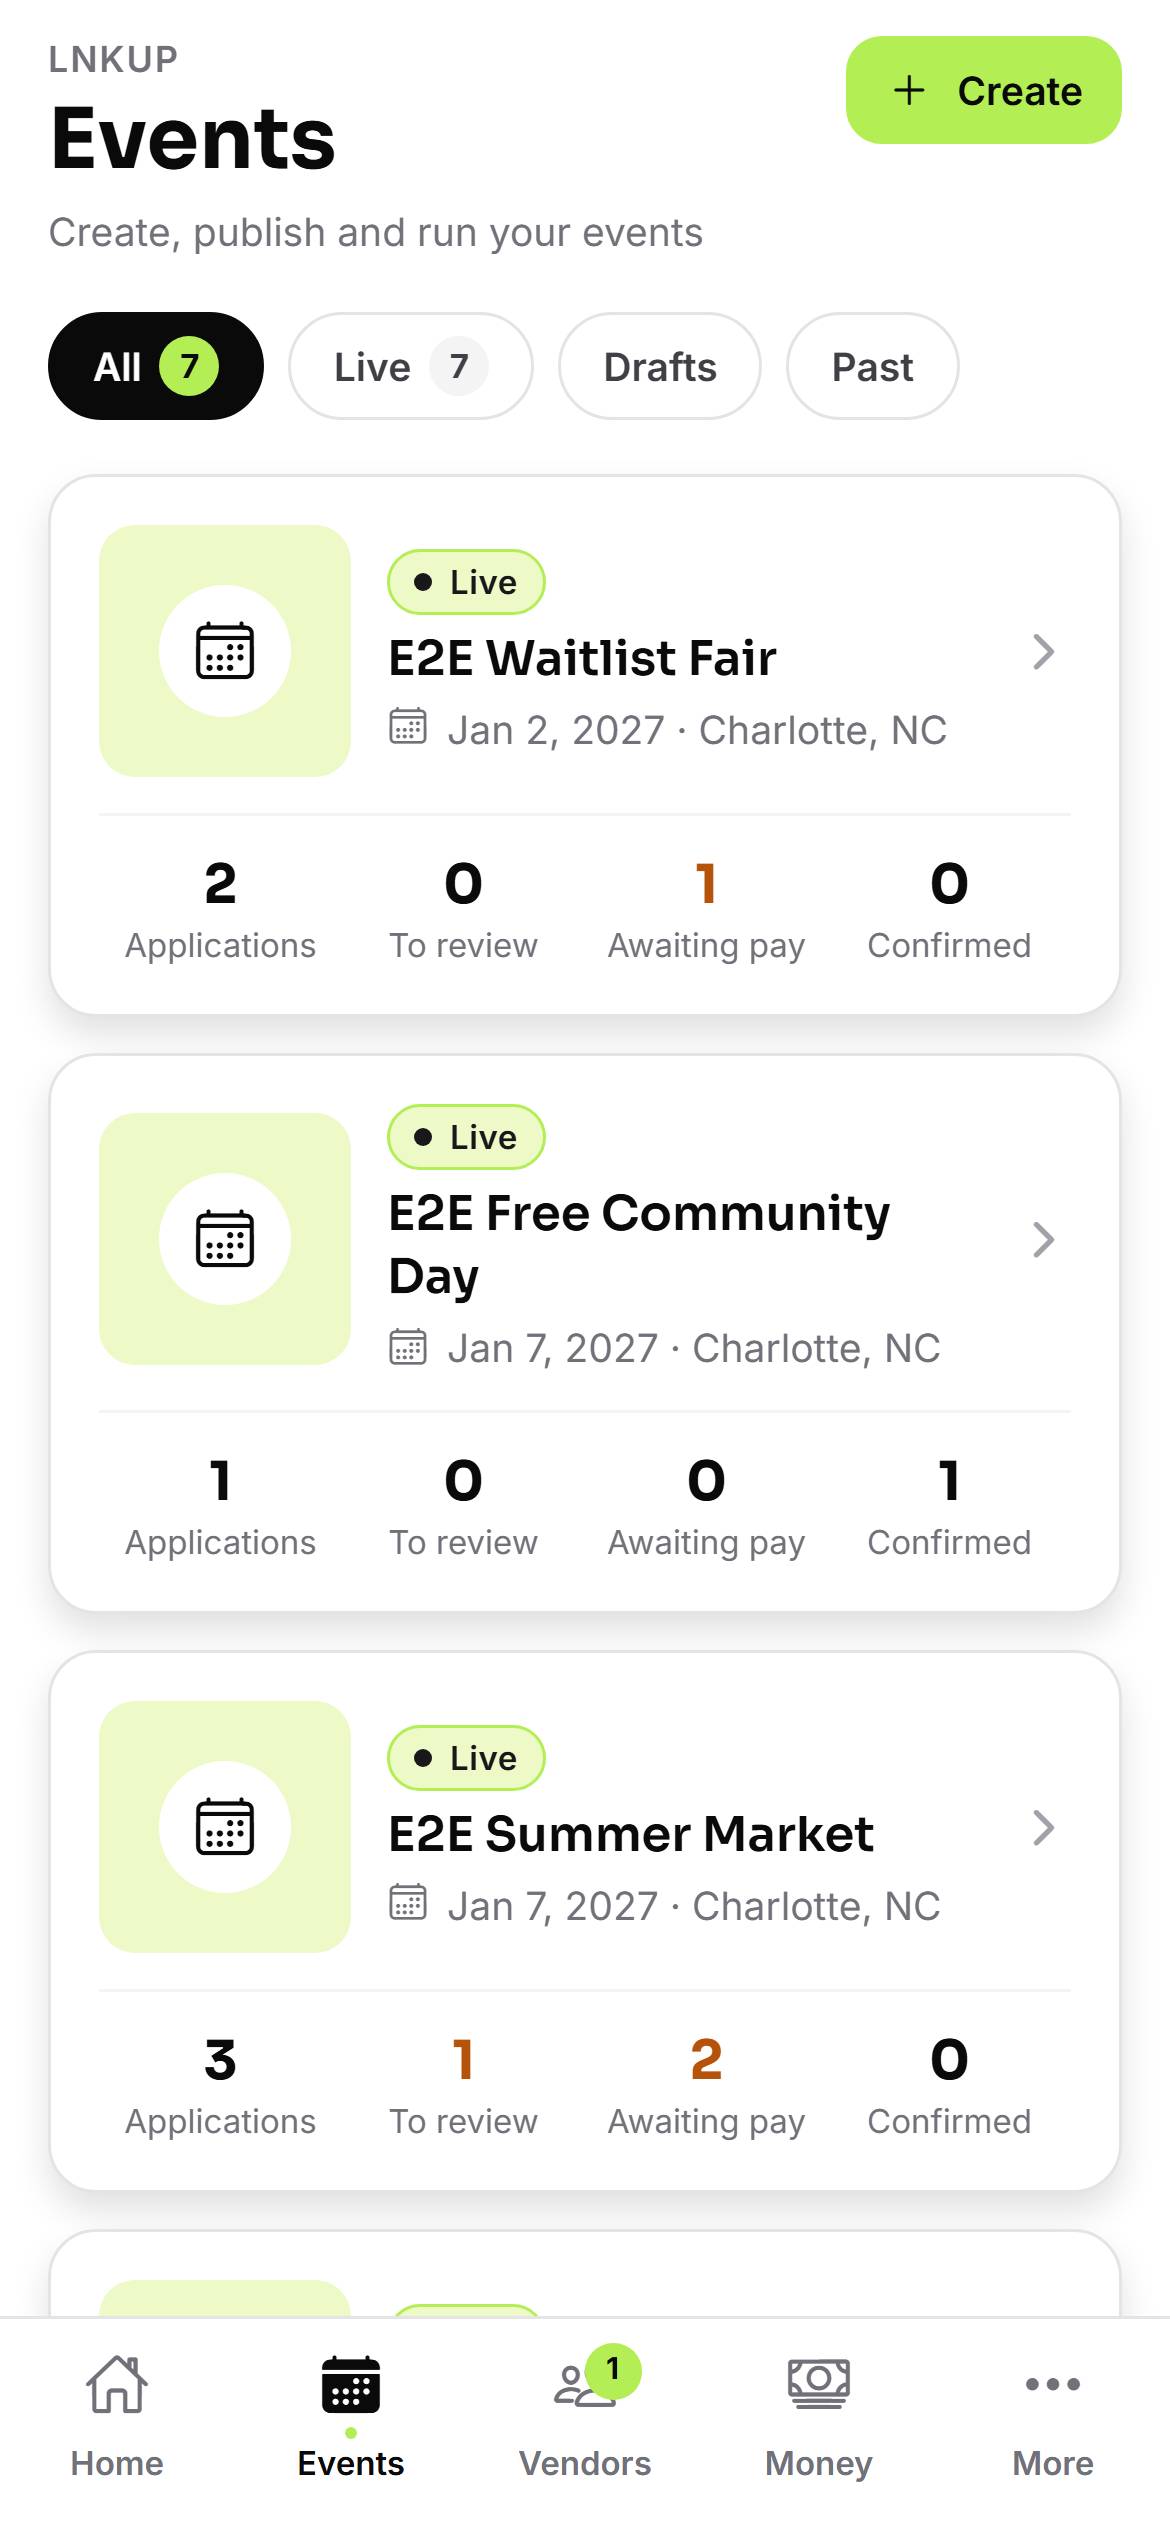 LNKUP
Events
Create
Create, publish and run your events
All 7
Live 7
Drafts
Past
Live
E2E Waitlist Fair
Jan 2, 2027 · Charlotte, NC
2 0 1 0
Applications To review Awaiting pay Confirmed
Live
E2E Free Community
Day
Jan 7, 2027 · Charlotte, NC
1 0 0 1
Applications To review Awaiting pay Confirmed
Live
E2E Summer Market
Jan 7, 2027 · Charlotte, NC
3 1 2 0
Applications To review Awaiting pay Confirmed
1
Home Events Vendors Money More